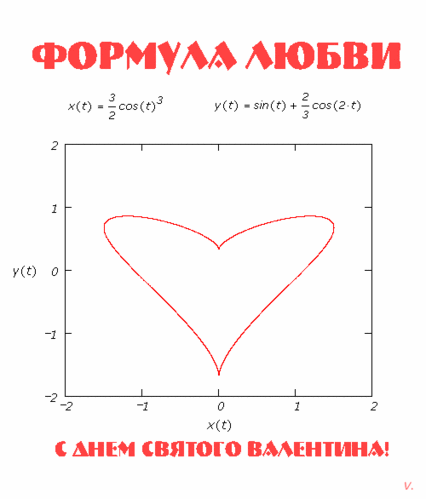 ФОРМУЛА ЛЮБВИ
x(t) = 3/2 cos(t)³ y(t) = sin(t) + 2/3 cos(2·t)
2
1
y(t) 0
-1
-2
-2 -1 0 1 2
x(t)
С ДНЕМ СВЯТОГО ВАЛЕНТИНА!
v.